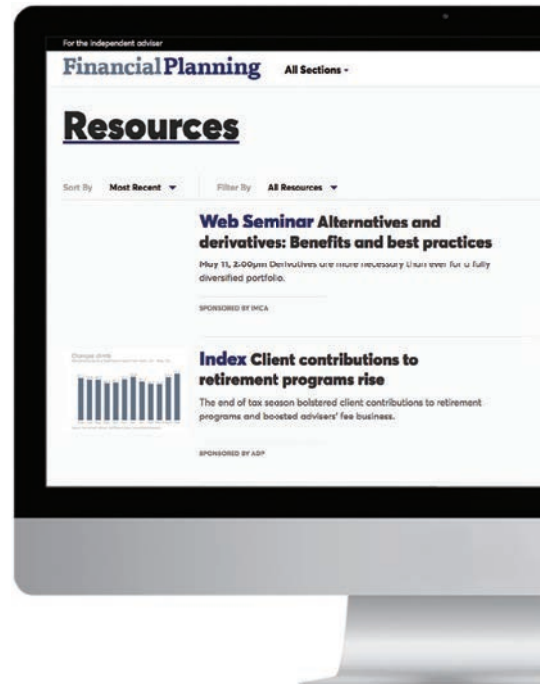 For the independent adviser
FinancialPlanning All Sections
Resources
Sort By Most Recent Filter By All Resources
Web Seminar Alternatives and
derivatives: Benefits and best practices
May 11, 2:00pm Derivatives are more necessary than ever for a fully
diversified portfolio.
SPONSORED BY IMCA
Index Client contributions to
retirement programs rise
The end of tax season bolstered client contributions to retirement
programs and boosted advisers' fee business.
SPONSORED BY ADP